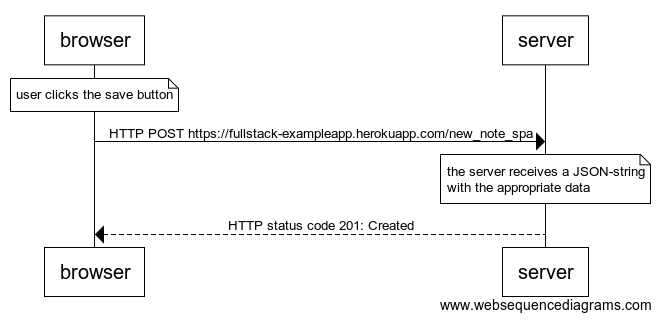 browser
server
user clicks the save button
HTTP POST https://fullstack-exampleapp.herokuapp.com/new_note_spa
the server receives a JSON-string
with the appropriate data
HTTP status code 201: Created
browser
server
www.websequencediagrams.com